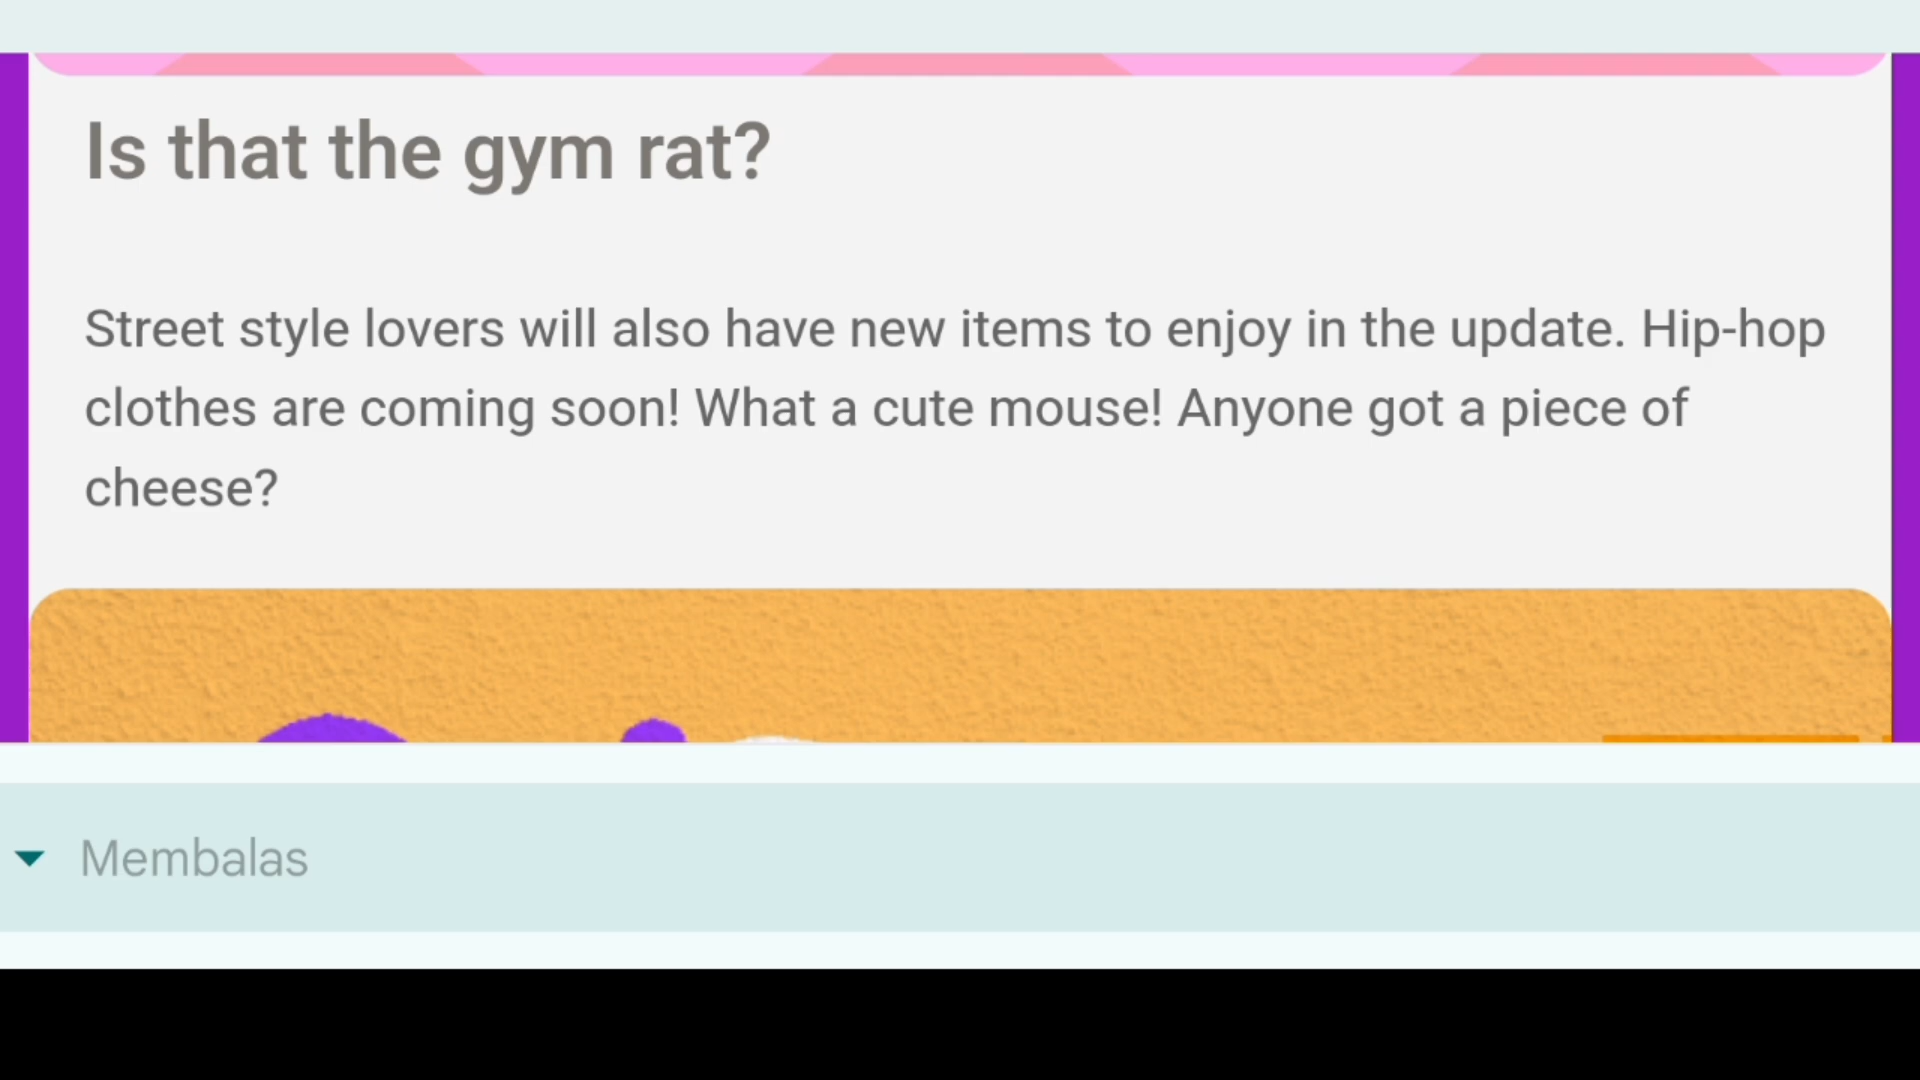 Is that the gym rat?
Street style lovers will also have new items to enjoy in the update. Hip-hop
clothes are coming soon! What a cute mouse! Anyone got a piece of
cheese?
Membalas